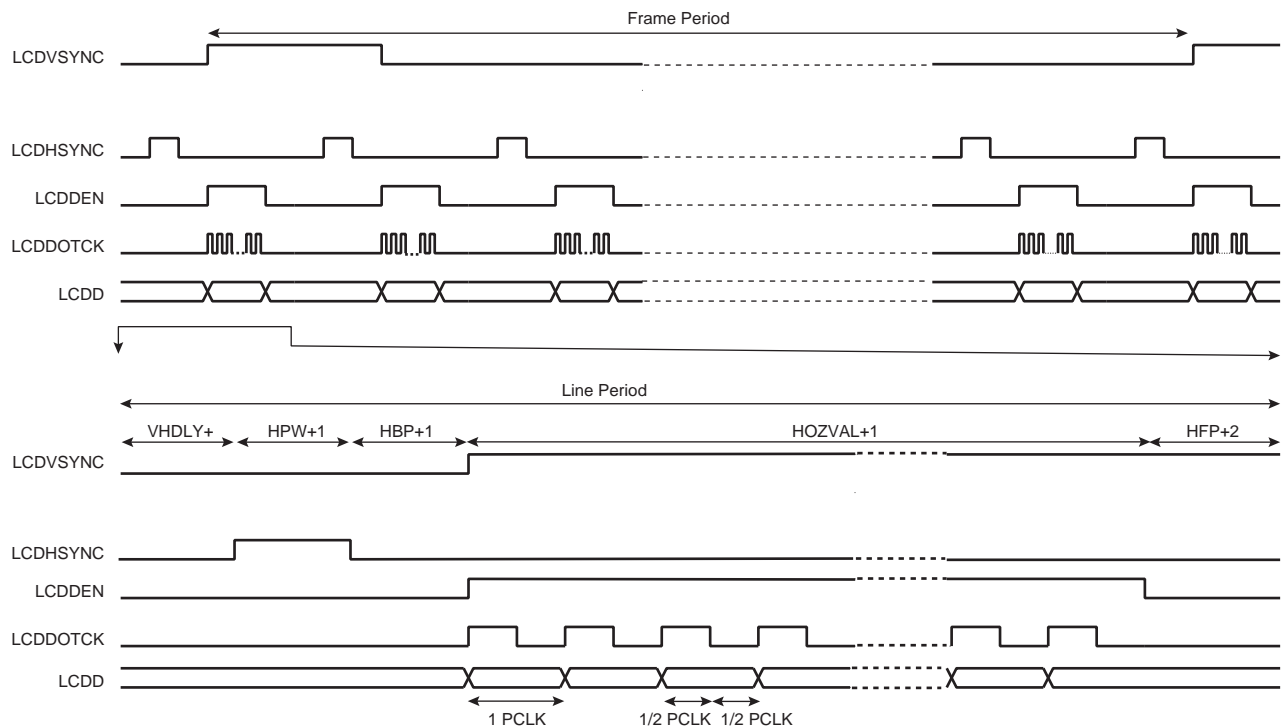 Frame Period
LCDVSYNC
LCDHSYNC
LCDDEN
LCDDOTCK
LCDD
Line Period
VHDLY+ HPW+1 HBP+1 HOZVAL+1 HFP+2
LCDVSYNC
LCDHSYNC
LCDDEN
LCDDOTCK
LCDD
1 PCLK 1/2 PCLK 1/2 PCLK